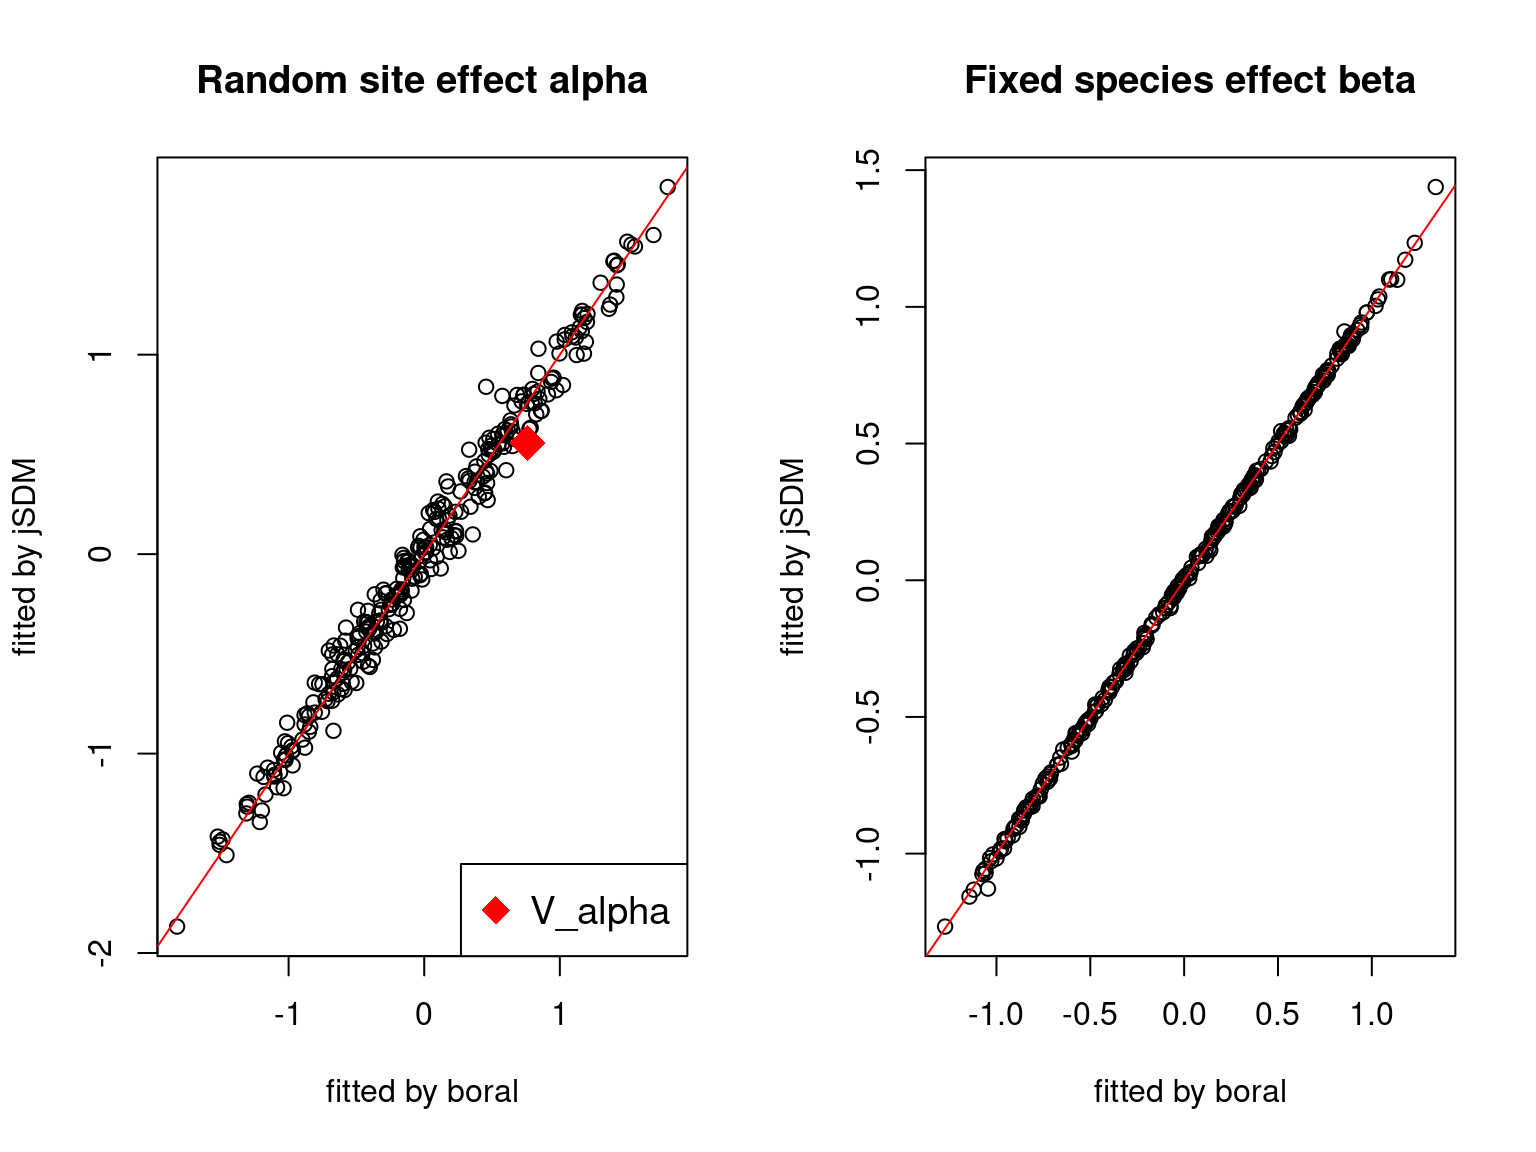 Random site effect alpha
fitted by jSDM
1
0
-1
-2
V_alpha
-1 0 1
fitted by boral
Fixed species effect beta
fitted by jSDM
1.5
1.0
0.5
0.0
-0.5
-1.0
-1.0 -0.5 0.0 0.5 1.0
fitted by boral